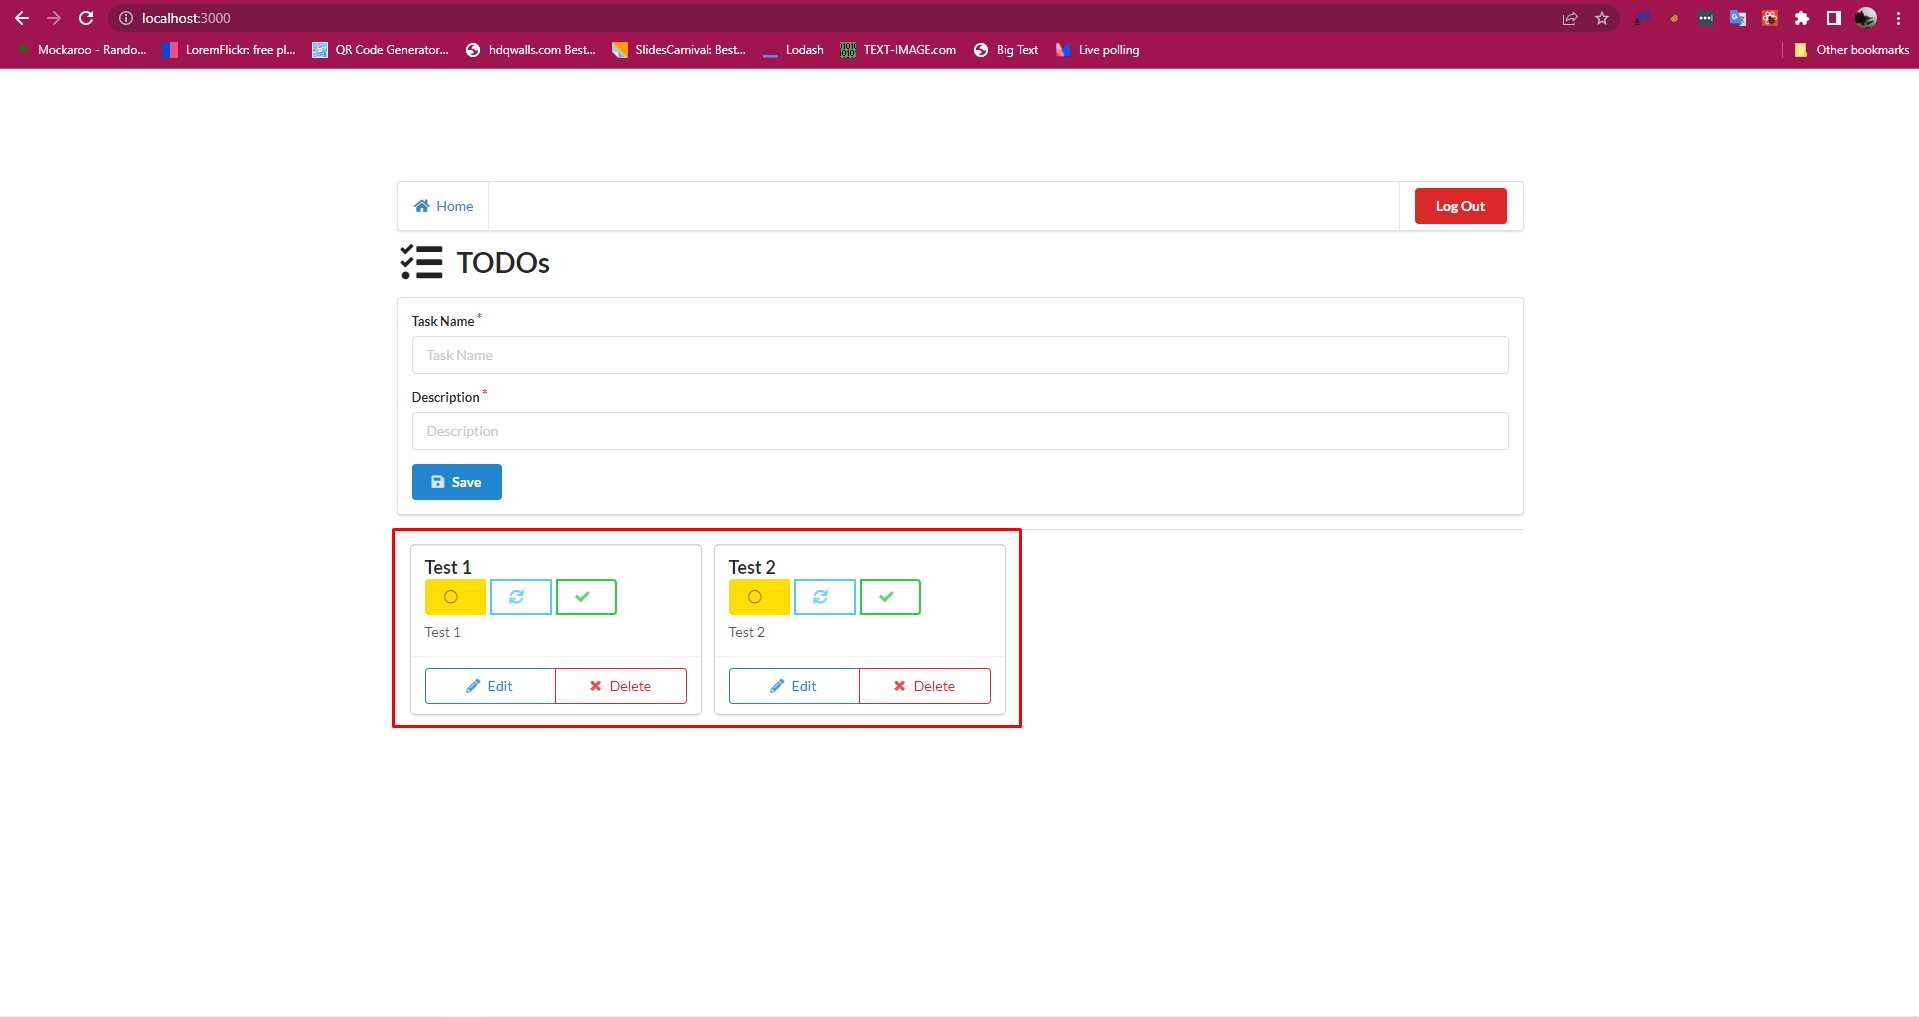 localhost:3000
Mockaroo - Rando... LoremFlickr: free pl... QR Code Generator... hdqwalls.com Best... SlidesCarnival: Best... Lodash TEXT-IMAGE.com Big Text Live polling Other bookmarks
Home Log Out
TODOs
Task Name *
Task Name
Description *
Description
Save
Test 1 Test 2
Test 1 Test 2
Edit Delete Edit Delete